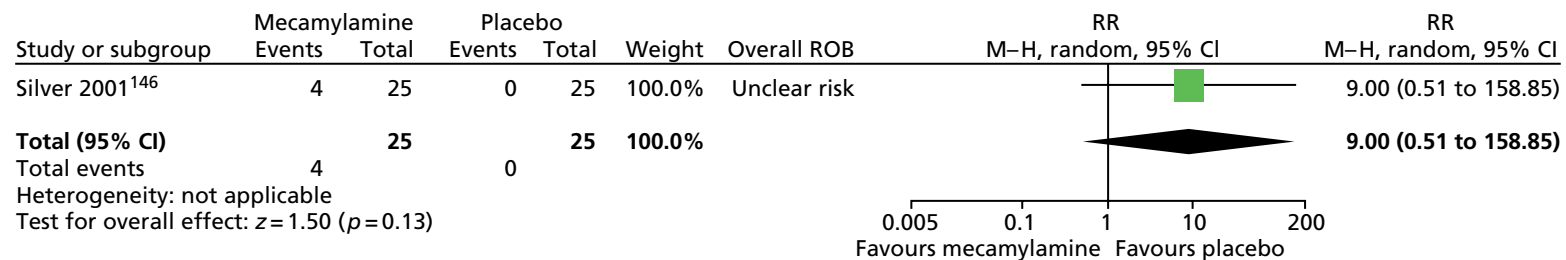 Mecamylamine Placebo RR RR
Study or subgroup Events Total Events Total Weight Overall ROB M–H, random, 95% CI M–H, random, 95% CI
Silver 2001146 4 25 0 25 100.0% Unclear risk 9.00 (0.51 to 158.85)
Total (95% CI) 25 25 100.0% 9.00 (0.51 to 158.85)
Total events 4 0
Heterogeneity: not applicable
Test for overall effect: z=1.50 (p=0.13)
0.005 0.1 1 10 200
Favours mecamylamine Favours placebo